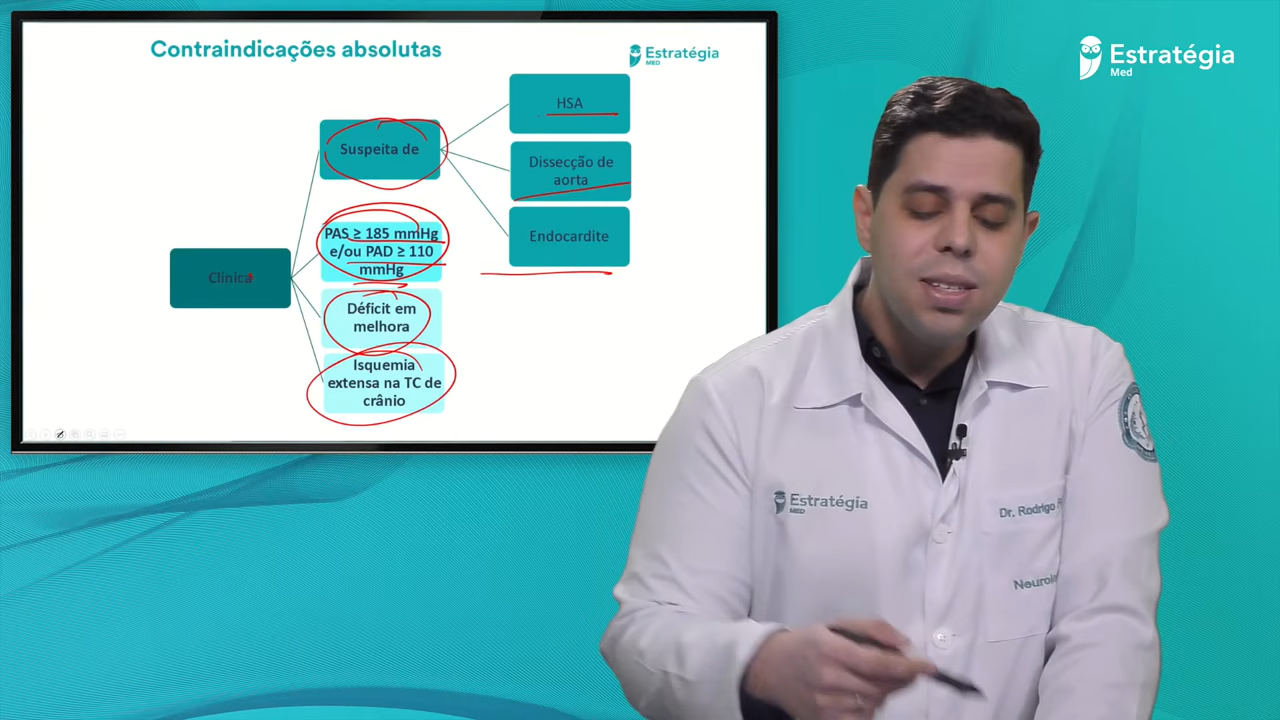 Contraindicações absolutas
Estratégia
MED
Estratégia
Med
HSA
Suspeita de
Dissecção de
aorta
Endocardite
PAS ≥ 185 mmHg
e/ou PAD ≥ 110
mmHg
Clínica
Déficit em
melhora
Isquemia
extensa na TC de
crânio
Estratégia
MED
Dr. Rodrigo